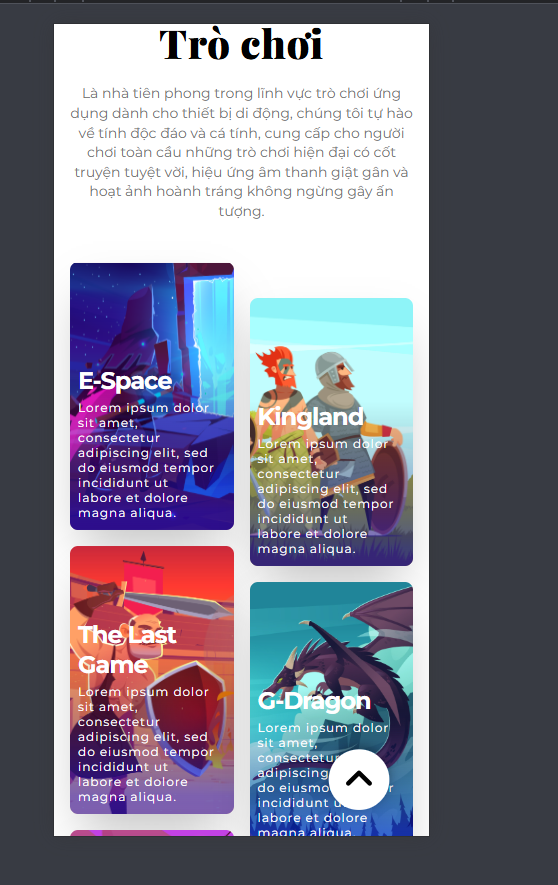 Trò chơi
Là nhà tiên phong trong lĩnh vực trò chơi ứng
dụng dành cho thiết bị di động, chúng tôi tự hào
về tính độc đáo và cá tính, cung cấp cho người
chơi toàn cầu những trò chơi hiện đại có cốt
truyện tuyệt vời, hiệu ứng âm thanh giật gân và
hoạt ảnh hoành tráng không ngừng gây ấn
tượng.
E-Space
Lorem ipsum dolor
sit amet,
consectetur
adipiscing elit, sed
do eiusmod tempor
incididunt ut
labore et dolore
magna aliqua.
Kingland
Lorem ipsum dolor
sit amet,
consectetur
adipiscing elit, sed
do eiusmod tempor
incididunt ut
labore et dolore
magna aliqua.
The Last
Game
Lorem ipsum dolor
sit amet,
consectetur
adipiscing elit, sed
do eiusmod tempor
incididunt ut
labore et dolore
magna aliqua.
G-Dragon
Lorem ipsum dolor
sit amet,
consectetur
adipiscing
do eiusmod
incididunt
labore et dolore
magna aliqua.